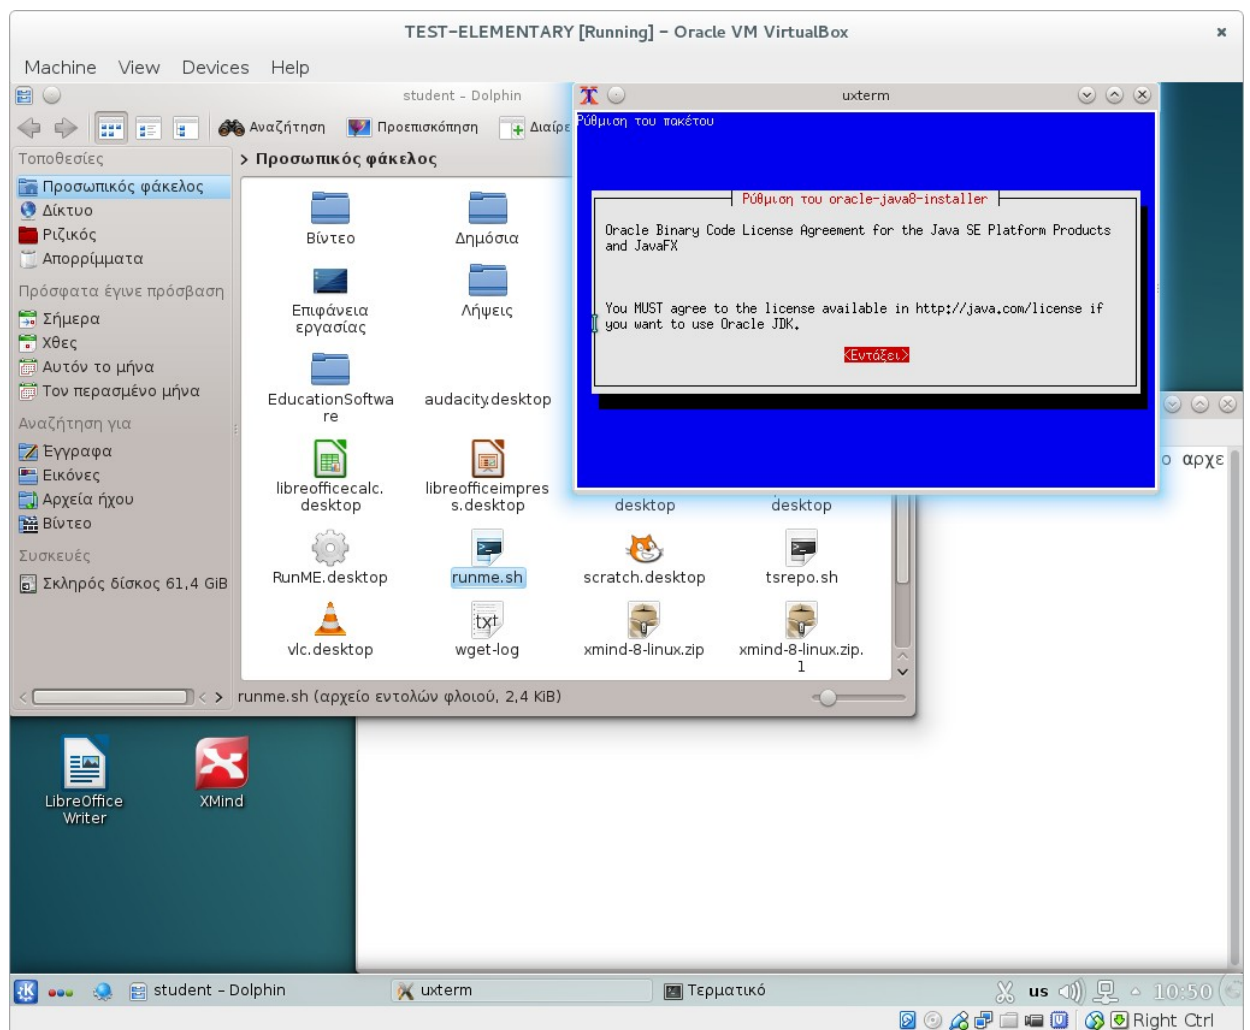 TEST-ELEMENTARY [Running] - Oracle VM VirtualBox
Machine View Devices Help
student - Dolphin
Αναζήτηση Προεπισκόπηση Διαίρε
Τοποθεσίες
Προσωπικός φάκελος
Δίκτυο
Ριζικός
Απορρίμματα
Πρόσφατα έγινε πρόσβαση
Σήμερα
Χθες
Αυτόν το μήνα
Τον περασμένο μήνα
Αναζήτηση για
Έγγραφα
Εικόνες
Αρχεία ήχου
Βίντεο
Συσκευές
Σκληρός δίσκος 61,4 GiB
> Προσωπικός φάκελος
Βίντεο
Δημόσια
Επιφάνεια
εργασίας
Λήψεις
EducationSoftwa
re
audacity.desktop
libreofficecalc.
desktop
libreofficeimpres
s.desktop
desktop
desktop
RunME.desktop
runme.sh
scratch.desktop
tsrepo.sh
vlc.desktop
txt
wget-log
xmind-8-linux.zip
xmind-8-linux.zip.
1
runme.sh (αρχείο εντολών φλοιού, 2,4 KiB)
uxterm
Ρύθμιση του πακέτου
Ρύθμιση του oracle-java8-installer
Oracle Binary Code License Agreement for the Java SE Platform Products
and JavaFX
You MUST agree to the license available in http://java.com/license if
you want to use Oracle JDK.
<Εντάξει>
ο αρχε
LibreOffice
Writer
XMind
student - Dolphin uxterm Τερματικό us 10:50
Right Ctrl